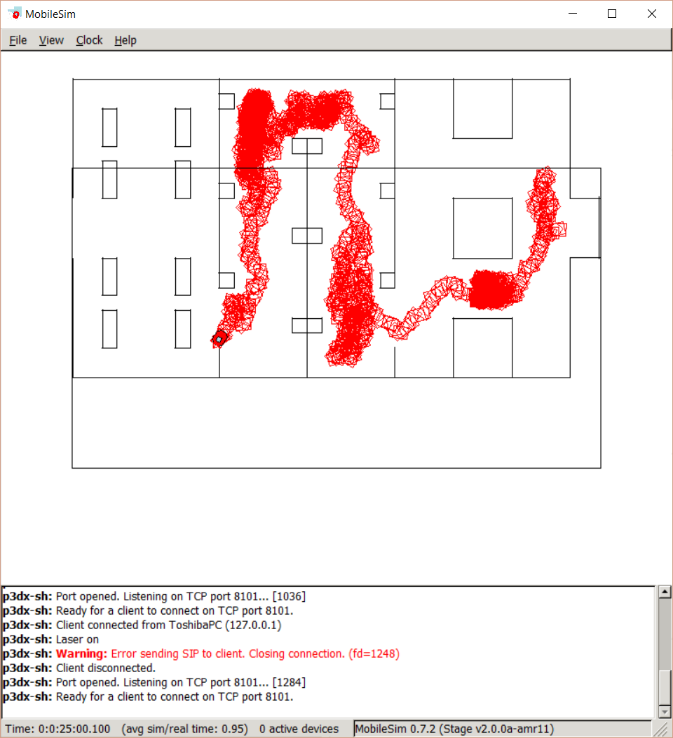 MobileSim
File View Clock Help
p3dx-sh: Port opened. Listening on TCP port 8101... [1036]
p3dx-sh: Ready for a client to connect on TCP port 8101.
p3dx-sh: Client connected from ToshibaPC (127.0.0.1)
p3dx-sh: Laser on
p3dx-sh: Warning: Error sending SIP to client. Closing connection. (fd=1248)
p3dx-sh: Client disconnected.
p3dx-sh: Port opened. Listening on TCP port 8101... [1284]
p3dx-sh: Ready for a client to connect on TCP port 8101.
Time: 0:0:25:00.100 (avg sim/real time: 0.95) 0 active devices MobileSim 0.7.2 (Stage v2.0.0a-amr11)